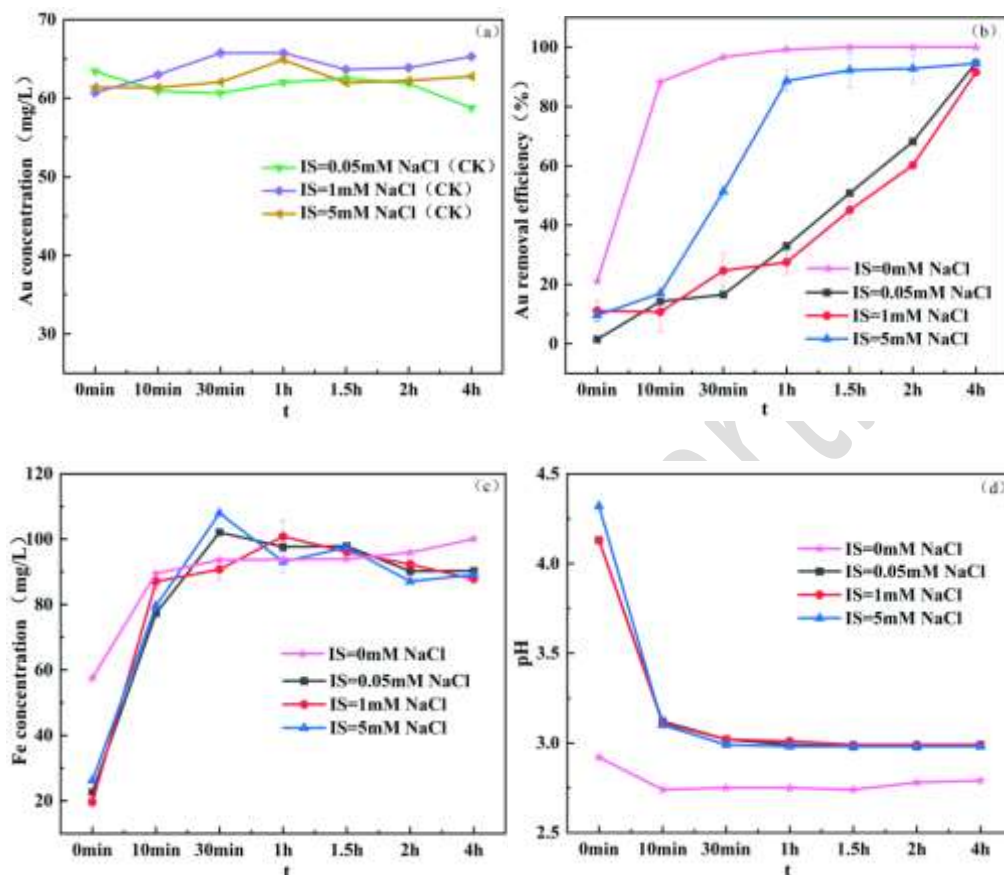 (a)
Au concentration (mg/L)
70
60
50
40
30
IS=0.05mM NaCl (CK)
IS=1mM NaCl (CK)
IS=5mM NaCl (CK)
0min 10min 30min 1h 1.5h 2h 4h
t
(b)
Au removal efficiency (%)
100
80
60
40
20
0
IS=0mM NaCl
IS=0.05mM NaCl
IS=1mM NaCl
IS=5mM NaCl
0min 10min 30min 1h 1.5h 2h 4h
t
(c)
Fe concentration (mg/L)
120
100
80
60
40
20
IS=0mM NaCl
IS=0.05mM NaCl
IS=1mM NaCl
IS=5mM NaCl
0min 10min 30min 1h 1.5h 2h 4h
t
(d)
pH
4.5
4.0
3.5
3.0
2.5
IS=0mM NaCl
IS=0.05mM NaCl
IS=1mM NaCl
IS=5mM NaCl
0min 10min 30min 1h 1.5h 2h 4h
t